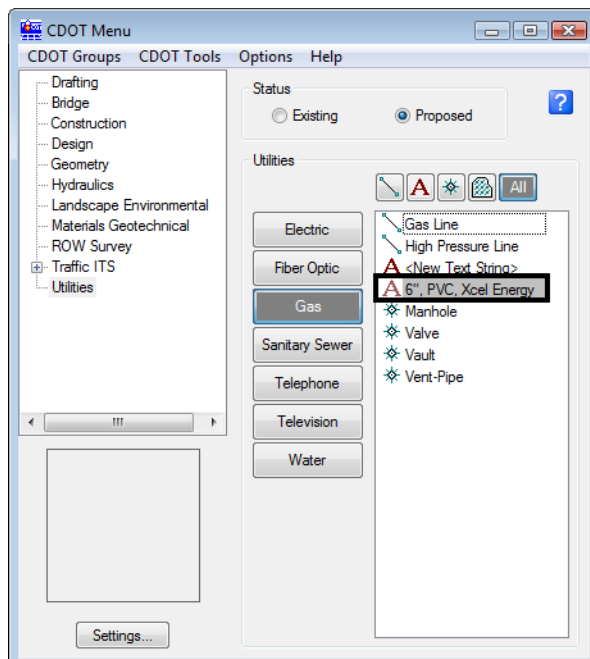 CDOT Menu
CDOT Groups CDOT Tools Options Help
Drafting
Bridge
Construction
Design
Geometry
Hydraulics
Landscape Environmental
Materials Geotechnical
ROW Survey
Traffic ITS
Utilities
Settings...
Status
Existing Proposed
?
Utilities
A All
Electric
Fiber Optic
Gas
Sanitary Sewer
Telephone
Television
Water
Gas Line
High Pressure Line
A <New Text String>
A 6", PVC, Xcel Energy
Manhole
Valve
Vault
Vent-Pipe